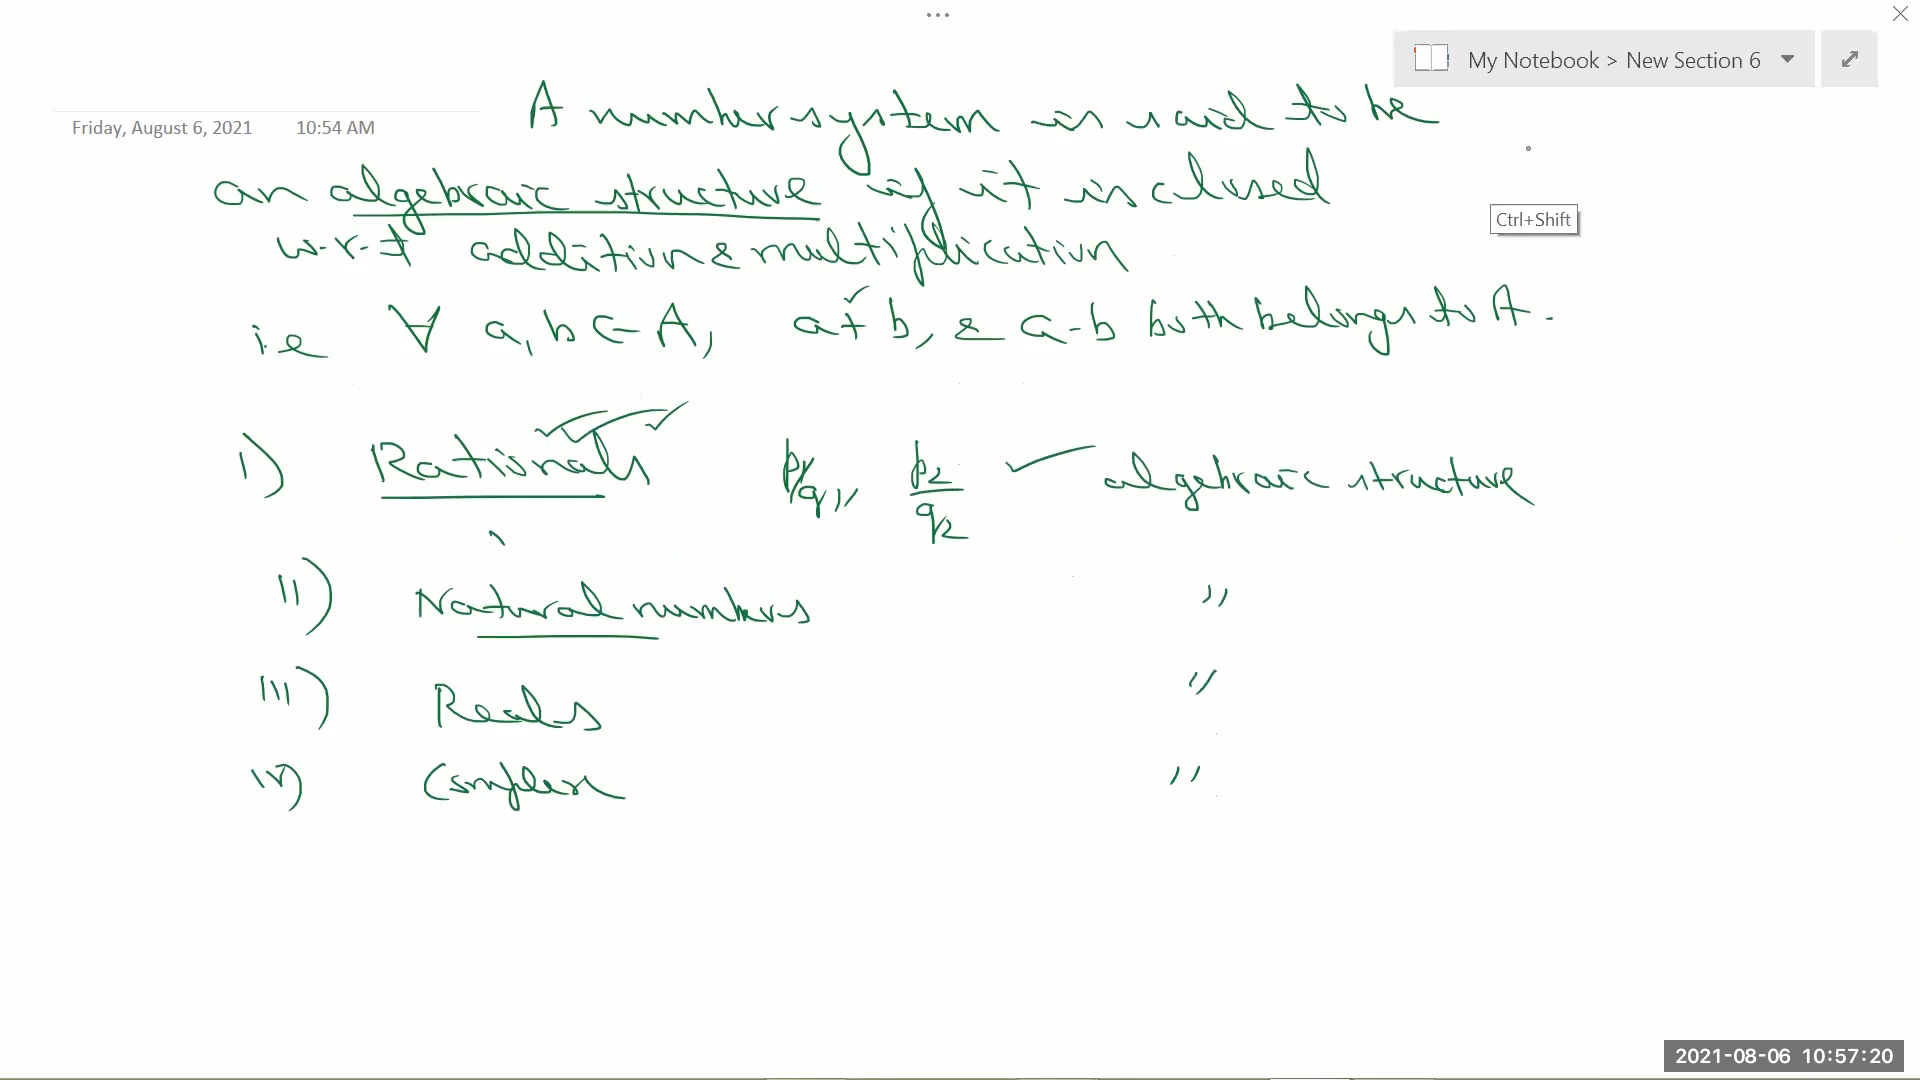 ...
My Notebook > New Section 6
Friday, August 6, 2021 10:54 AM
A number system is said to be
an algebraic structure if it is closed
Ctrl+Shift
w.r.t addition & multiplication
i.e ∀ a, b ∈ A, a+b, & a-b both belongs to A.
I) Rationals p/q,, p2/q2 ✓ algebraic structure
II) Natural numbers "
III) Reals "
IV) Complex "
2021-08-06 10:57:20